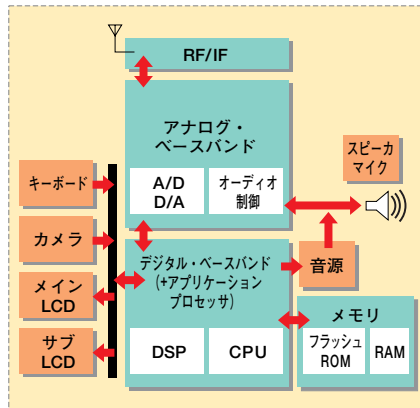 RF/IF
アナログ・
ベースバンド
A/D
D/A
オーディオ
制御
スピーカ
マイク
キーボード
カメラ
メイン
LCD
サブ
LCD
デジタル・ベースバンド
(+アプリケーション
プロセッサ)
DSP
CPU
音源
メモリ
フラッシュ
ROM
RAM